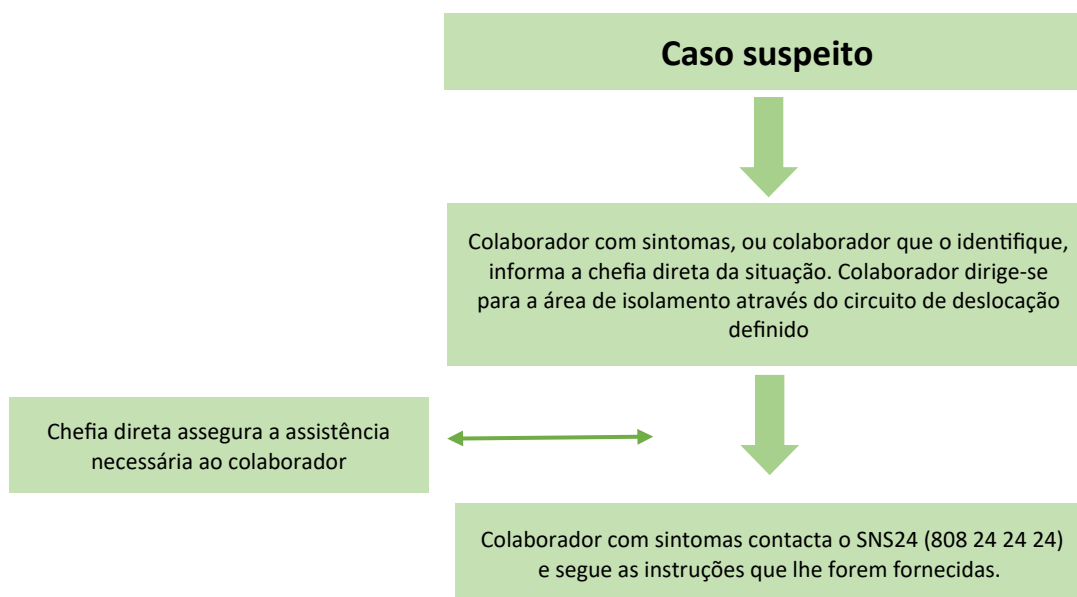 Caso suspeito
Colaborador com sintomas, ou colaborador que o identifique,
informa a chefia direta da situação. Colaborador dirige-se
para a área de isolamento através do circuito de deslocação
definido
Chefia direta assegura a assistência
necessária ao colaborador
Colaborador com sintomas contacta o SNS24 (808 24 24 24)
e segue as instruções que lhe forem fornecidas.